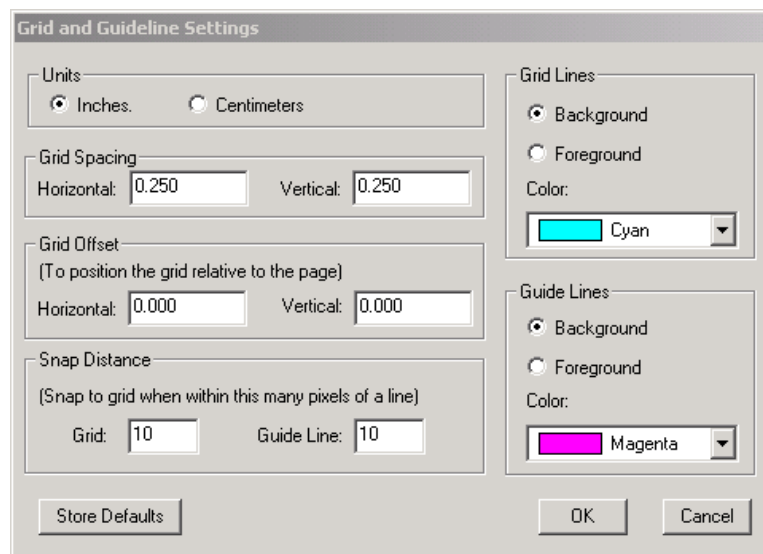 Grid and Guideline Settings
Units
Inches. Centimeters
Grid Spacing
Horizontal: 0.250 Vertical: 0.250
Grid Offset
(To position the grid relative to the page)
Horizontal: 0.000 Vertical: 0.000
Snap Distance
(Snap to grid when within this many pixels of a line)
Grid: 10 Guide Line: 10
Grid Lines
Background
Foreground
Color:
Cyan
Guide Lines
Background
Foreground
Color:
Magenta
Store Defaults OK Cancel